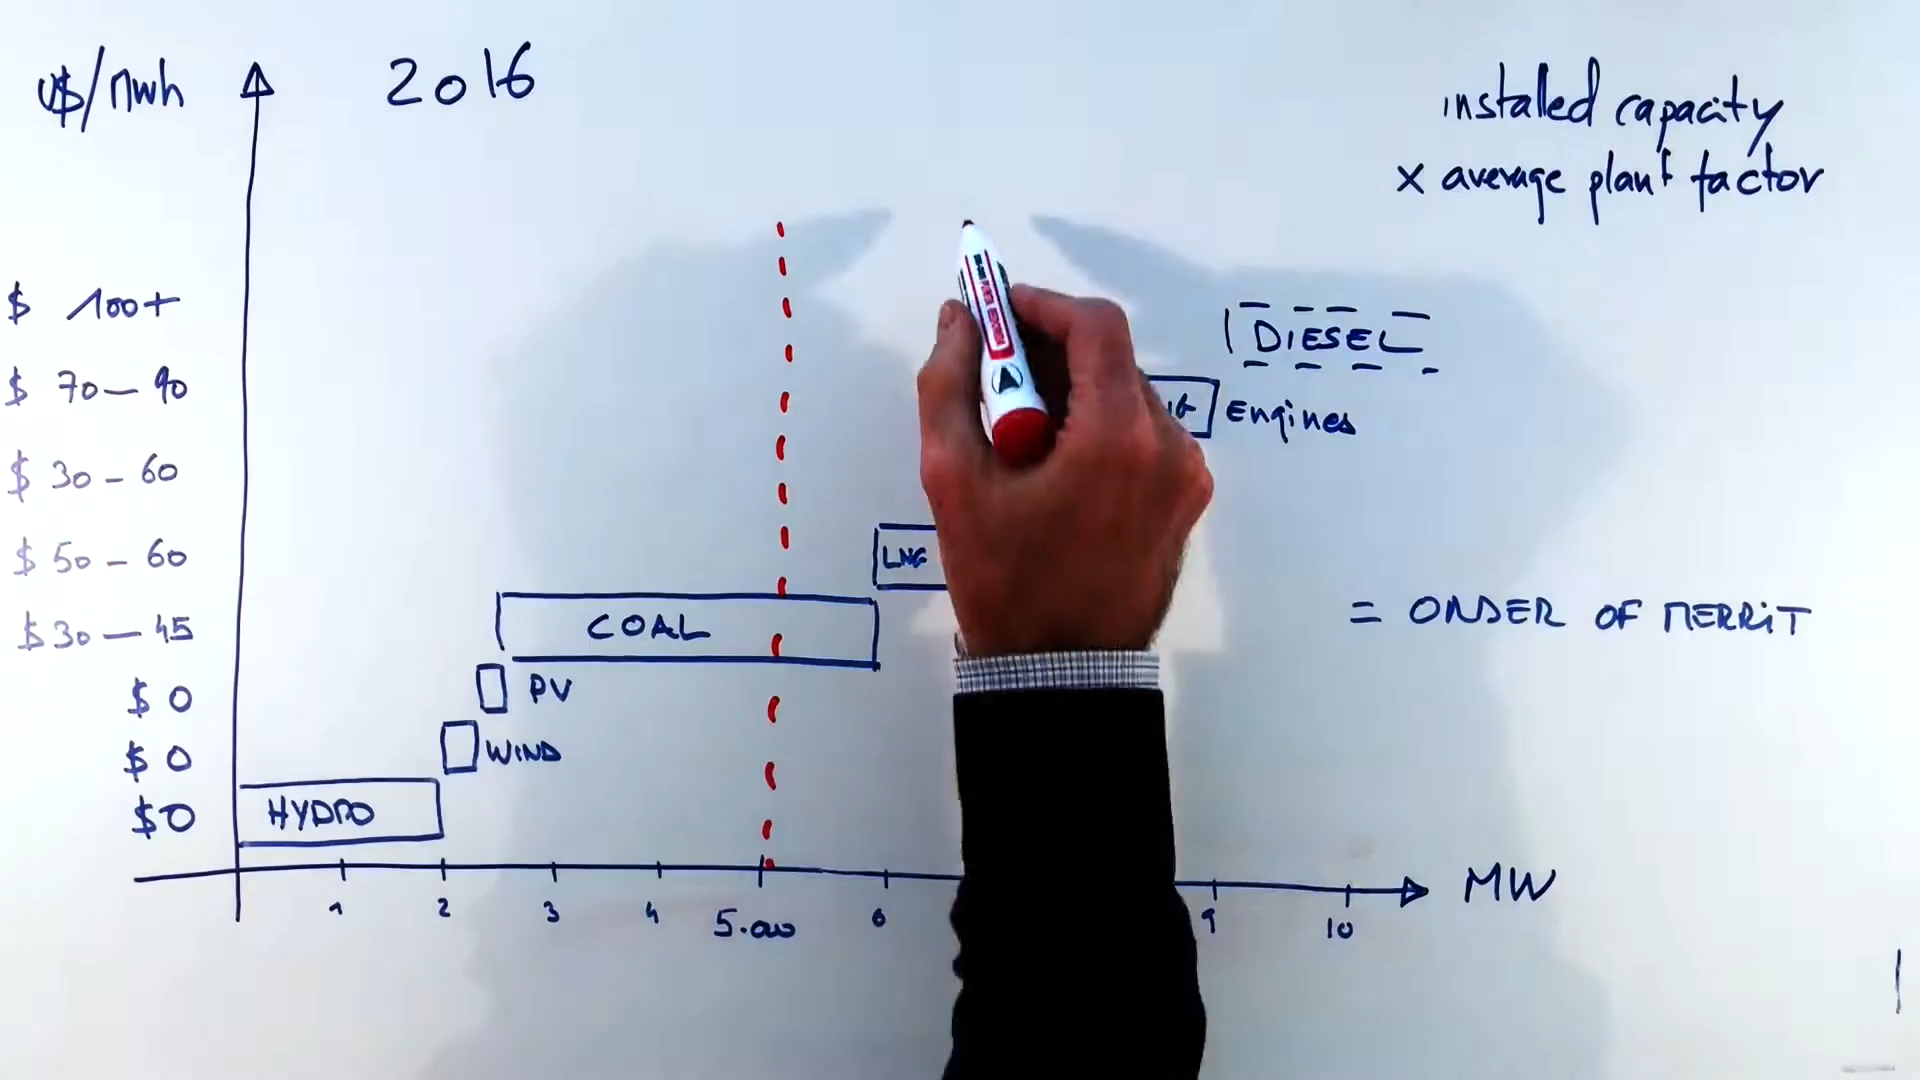 U$/MWh
2016
installed capacity
x average plant factor
$ 100+
DIESEL
$ 70-90
Engines
$ 30-60
$ 50-60
LNG
$30-45
COAL
= ORDER OF MERRIT
$0
PV
$0
WIND
$0
HYDRO
MW
1
2
3
4
5.000
6
9
10
A